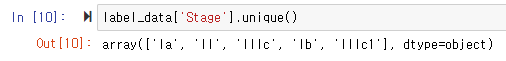 In [10]: label_data['Stage'].unique()
Out[10]: array(['Ia', 'II', 'IIIc', 'Ib', 'IIIc1'], dtype=object)